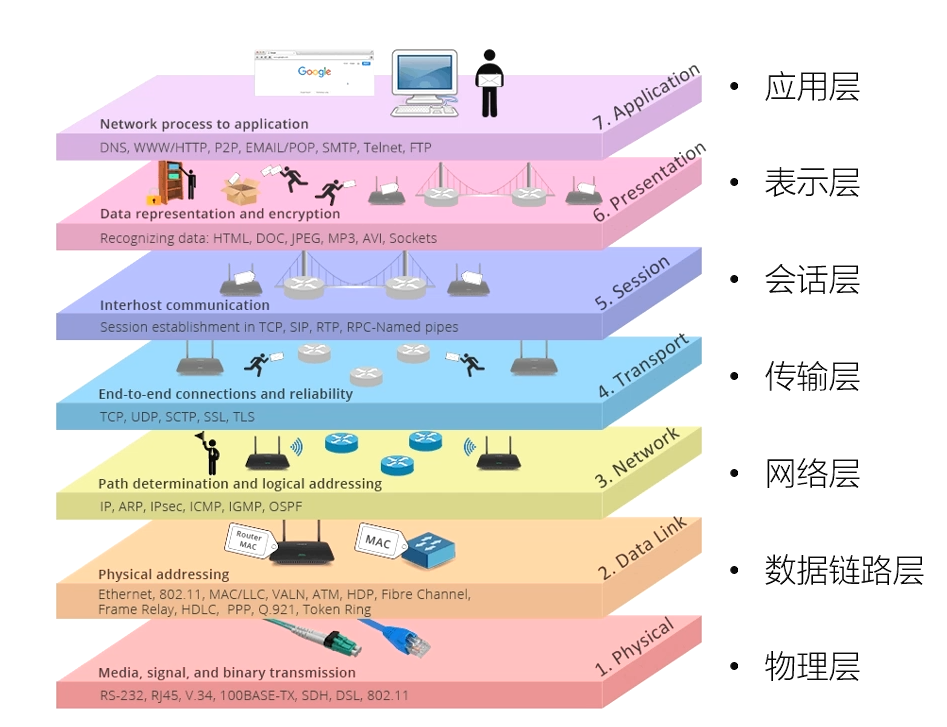 Google
7. Application
• 应用层
Network process to application
DNS, WWW/HTTP, P2P, EMAIL/POP, SMTP, Telnet, FTP
6. Presentation
• 表示层
Data representation and encryption
Recognizing data: HTML, DOC, JPEG, MP3, AVI, Sockets
5. Session
• 会话层
Interhost communication
Session establishment in TCP, SIP, RTP, RPC-Named pipes
4. Transport
• 传输层
End-to-end connections and reliability
TCP, UDP, SCTP, SSL, TLS
3. Network
• 网络层
Path determination and logical addressing
IP, ARP, IPsec, ICMP, IGMP, OSPF
Router
MAC
MAC
2. Data Link
• 数据链路层
Physical addressing
Ethernet, 802.11, MAC/LLC, VALN, ATM, HDP, Fibre Channel,
Frame Relay, HDLC, PPP, Q.921, Token Ring
1. Physical
• 物理层
Media, signal, and binary transmission
RS-232, RJ45, V.34, 100BASE-TX, SDH, DSL, 802.11